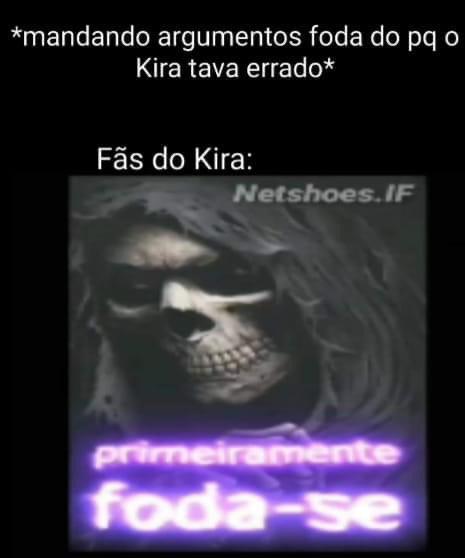 *mandando argumentos foda do pq o
Kira tava errado*
Fãs do Kira:
Netshoes.IF
primeiramente
foda-se